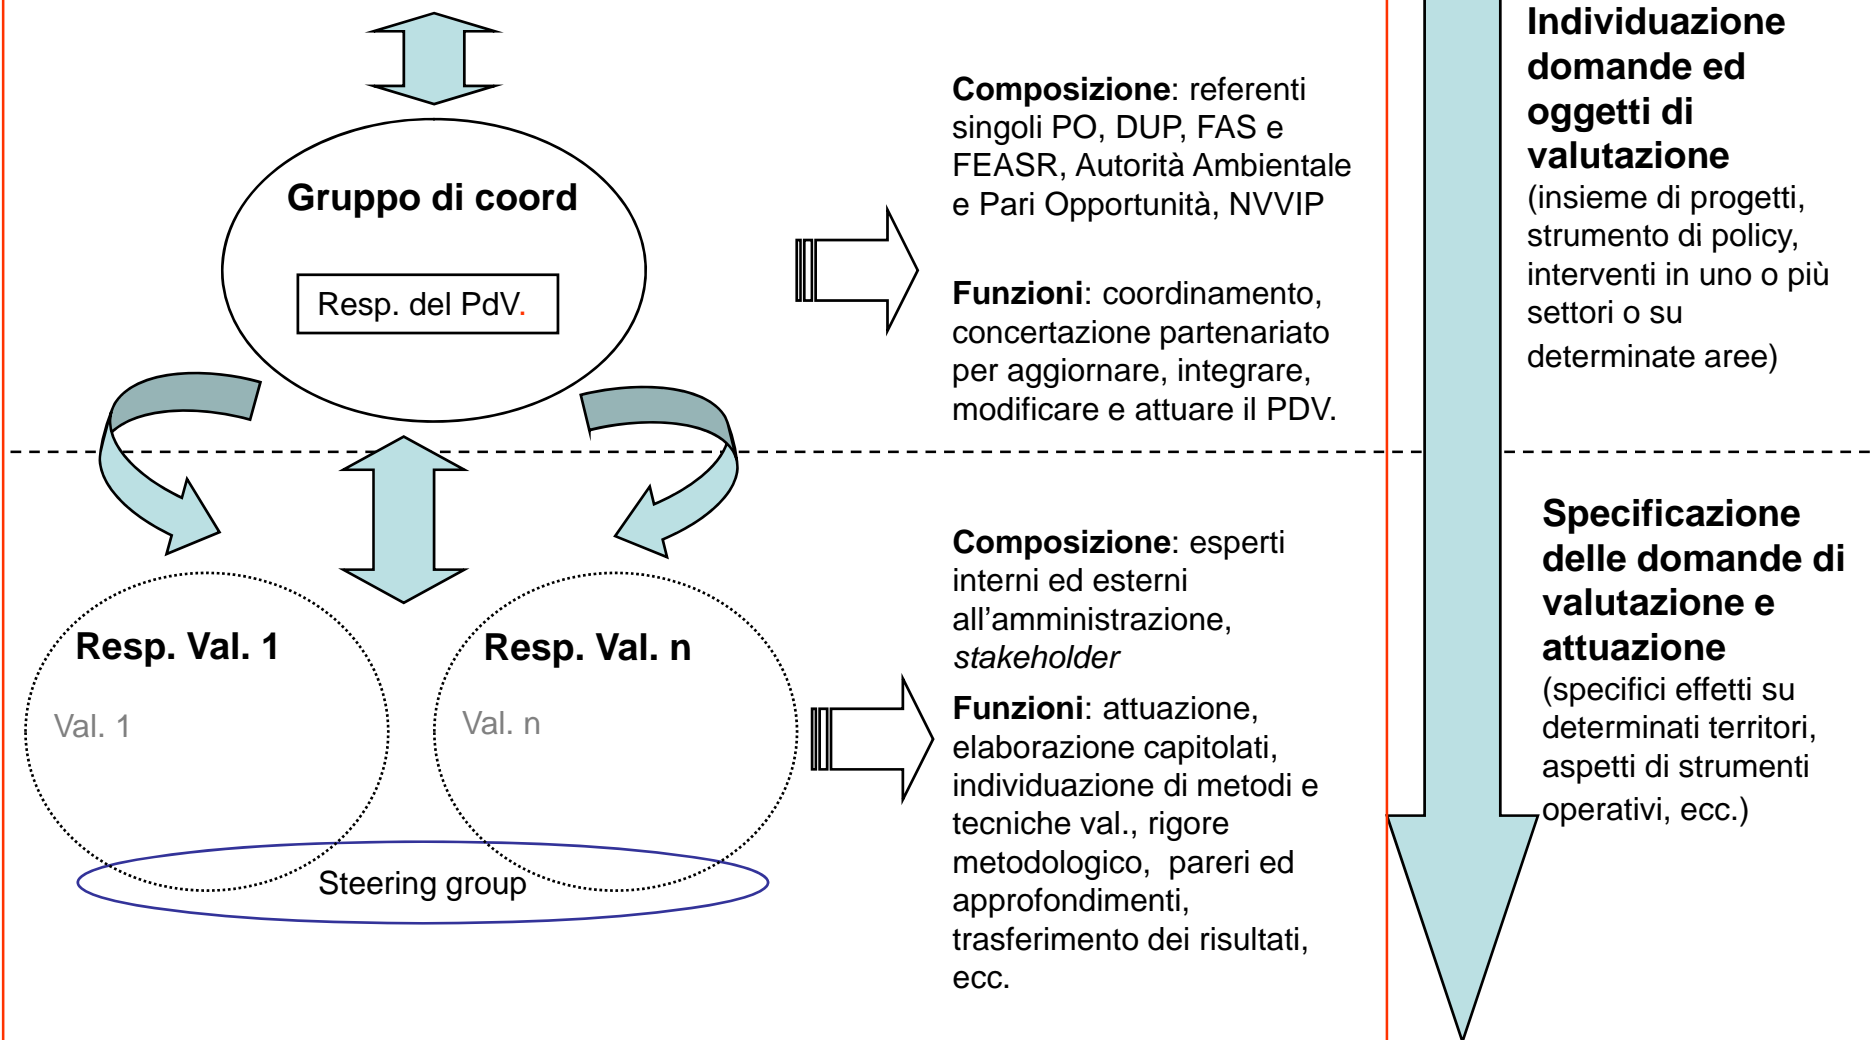 Gruppo di coord
Resp. del PdV.
Composizione: referenti
singoli PO, DUP, FAS e
FEASR, Autorità Ambientale
e Pari Opportunità, NVVIP
Funzioni: coordinamento,
concertazione partenariato
per aggiornare, integrare,
modificare e attuare il PDV.
Individuazione
domande ed
oggetti di
valutazione
(insieme di progetti,
strumento di policy,
interventi in uno o più
settori o su
determinate aree)
Resp. Val. 1
Val. 1
Resp. Val. n
Val. n
Steering group
Composizione: esperti
interni ed esterni
all’amministrazione,
stakeholder
Funzioni: attuazione,
elaborazione capitolati,
individuazione di metodi e
tecniche val., rigore
metodologico, pareri ed
approfondimenti,
trasferimento dei risultati,
ecc.
Specificazione
delle domande di
valutazione e
attuazione
(specifici effetti su
determinati territori,
aspetti di strumenti
operativi, ecc.)